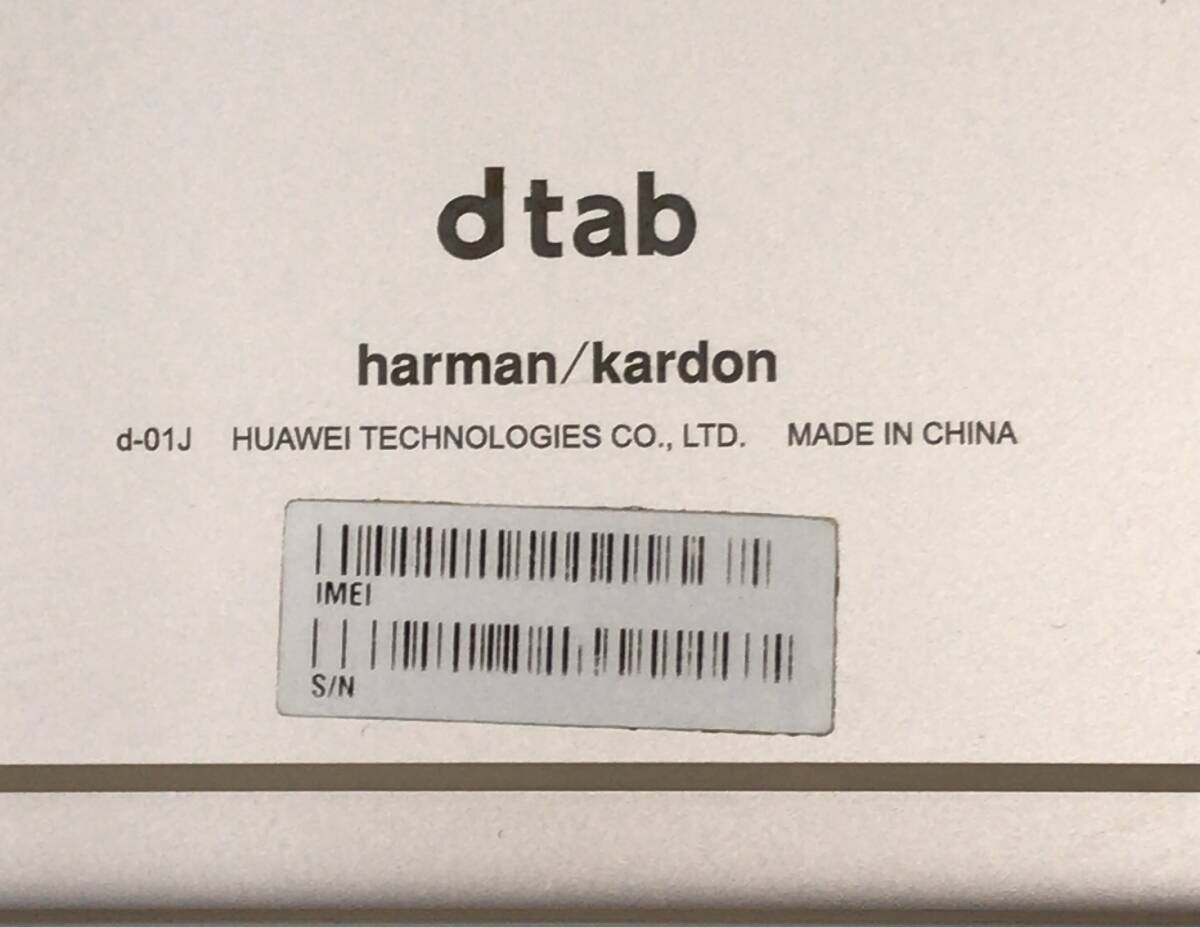 dtab
harman/kardon
d-01J HUAWEI TECHNOLOGIES CO., LTD. MADE IN CHINA
IMEI
S/N